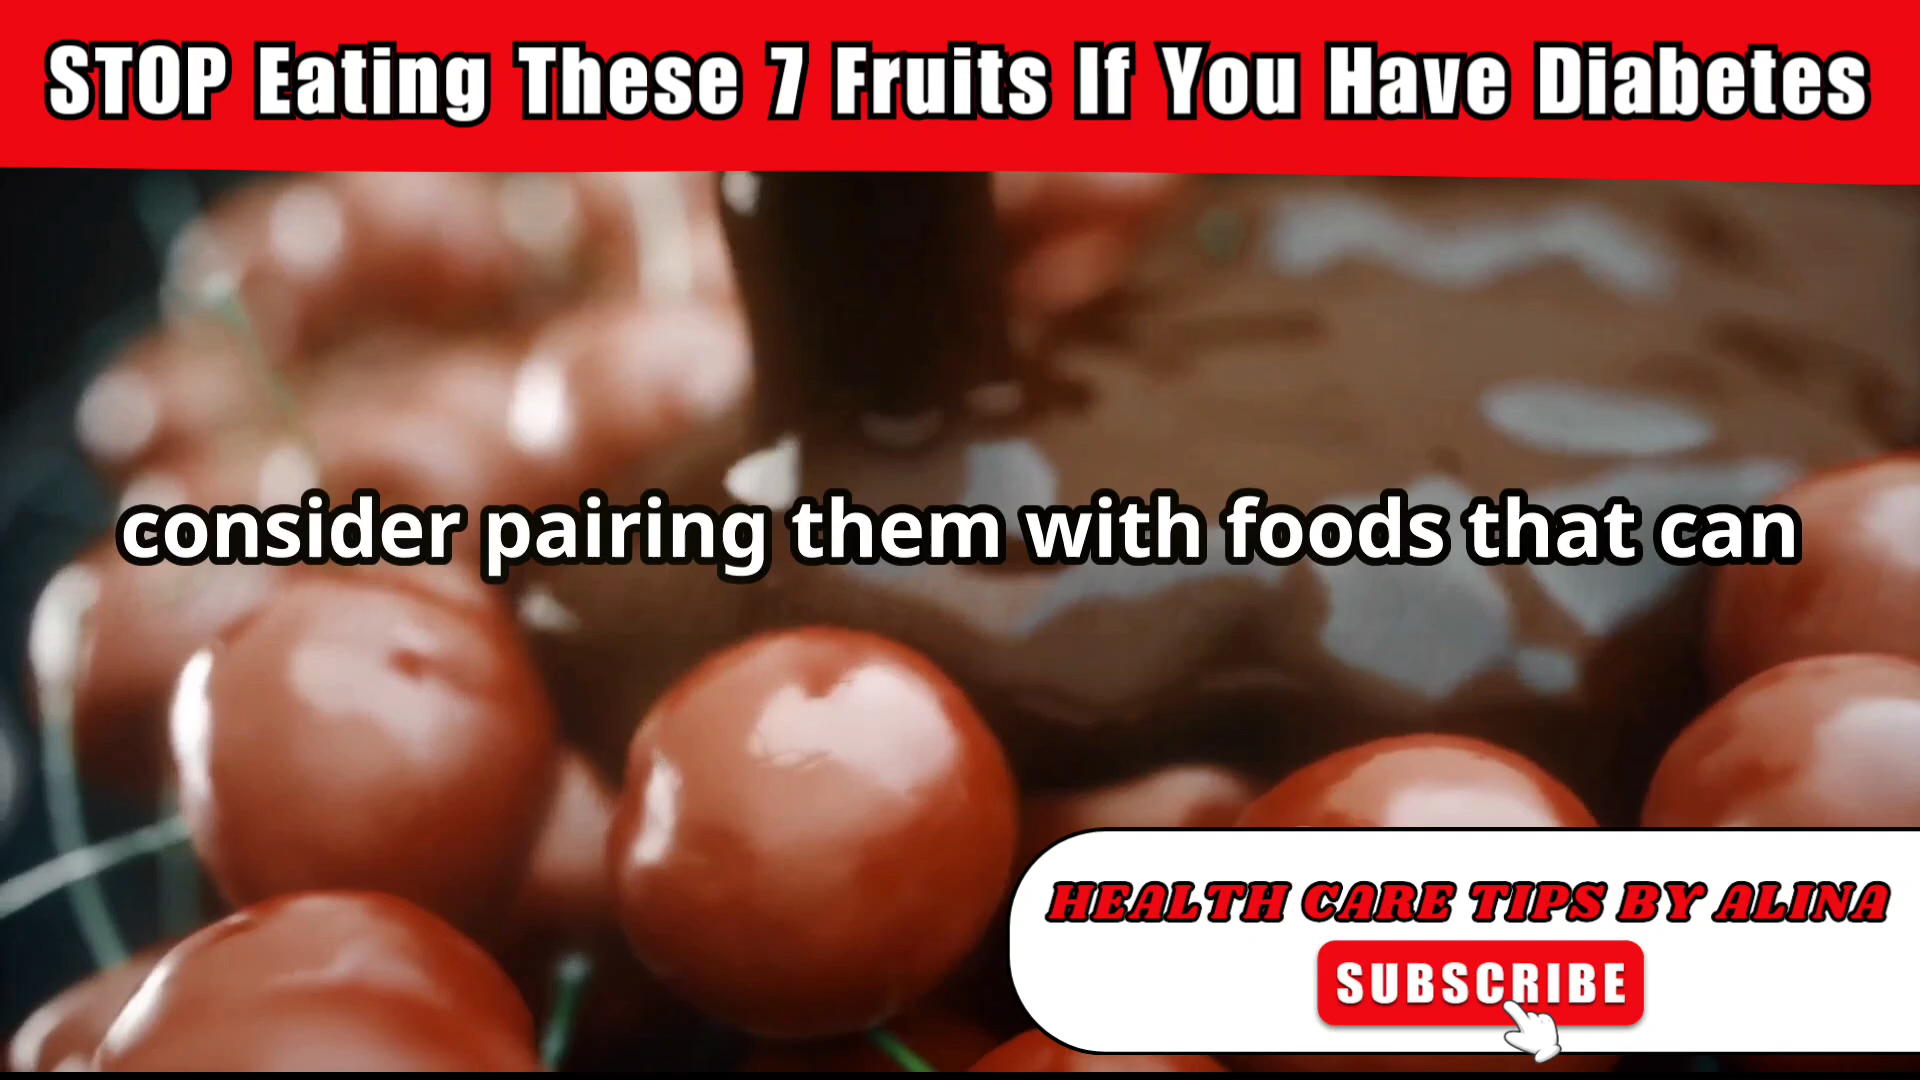 STOP Eating These 7 Fruits If You Have Diabetes
consider pairing them with foods that can
HEALTH CARE TIPS BY ALINA
SUBSCRIBE